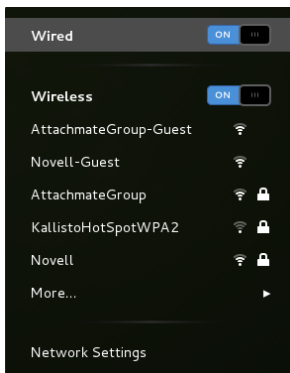 Wired ON
Wireless ON
AttachmateGroup-Guest
Novell-Guest
AttachmateGroup
KallistoHotSpotWPA2
Novell
More...
Network Settings